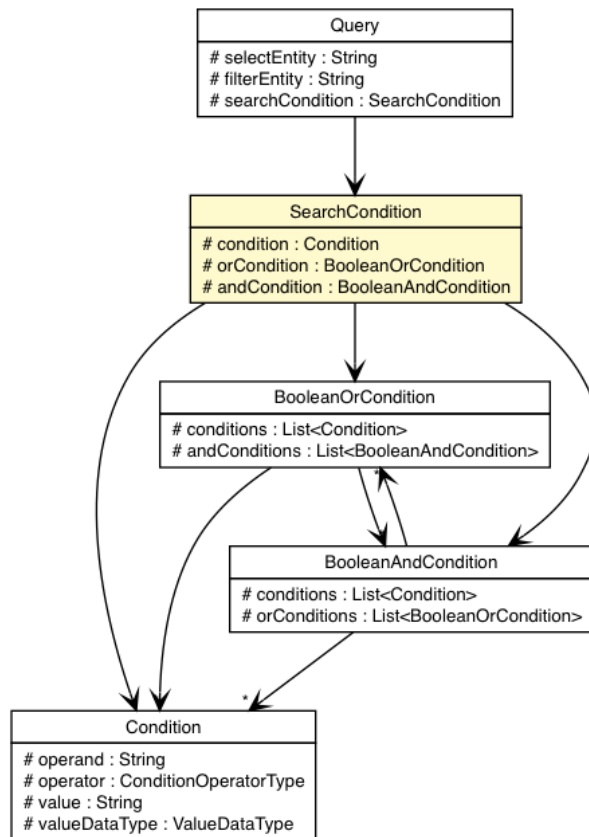 Query
# selectEntity : String
# filterEntity : String
# searchCondition : SearchCondition
SearchCondition
# condition : Condition
# orCondition : BooleanOrCondition
# andCondition : BooleanAndCondition
BooleanOrCondition
# conditions : List<Condition>
# andConditions : List<BooleanAndCondition>
*
BooleanAndCondition
# conditions : List<Condition>
# orConditions : List<BooleanOrCondition>
*
Condition
# operand : String
# operator : ConditionOperatorType
# value : String
# valueDataType : ValueDataType